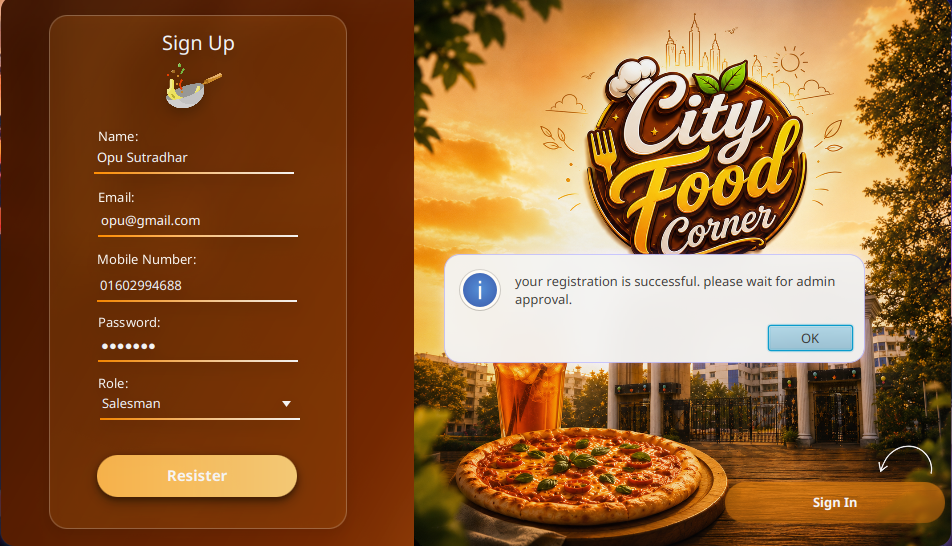 Sign Up
Name:
Opu Sutradhar
Email:
opu@gmail.com
Mobile Number:
01602994688
Password:
•••••••
Role:
Salesman
Resister
City
Food
Corner
your registration is successful. please wait for admin
approval.
OK
Sign In